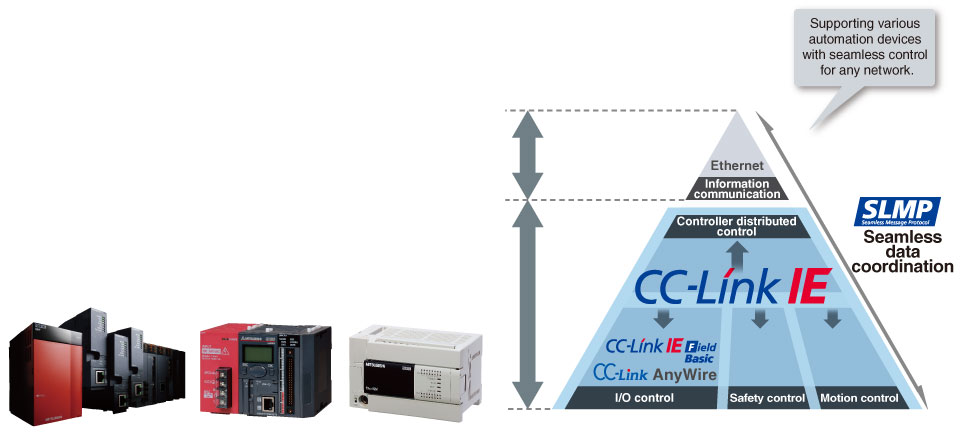 Supporting various
automation devices
with seamless control
for any network.
Ethernet
Information
communication
Controller distributed
control
SLMP
Seamless Message Protocol
Seamless
data
coordination
CC-Link IE
CC-Link IE Field
Basic
CC-Link AnyWire
I/O control
Safety control
Motion control
MITSUBISHI
MITSUBISHI